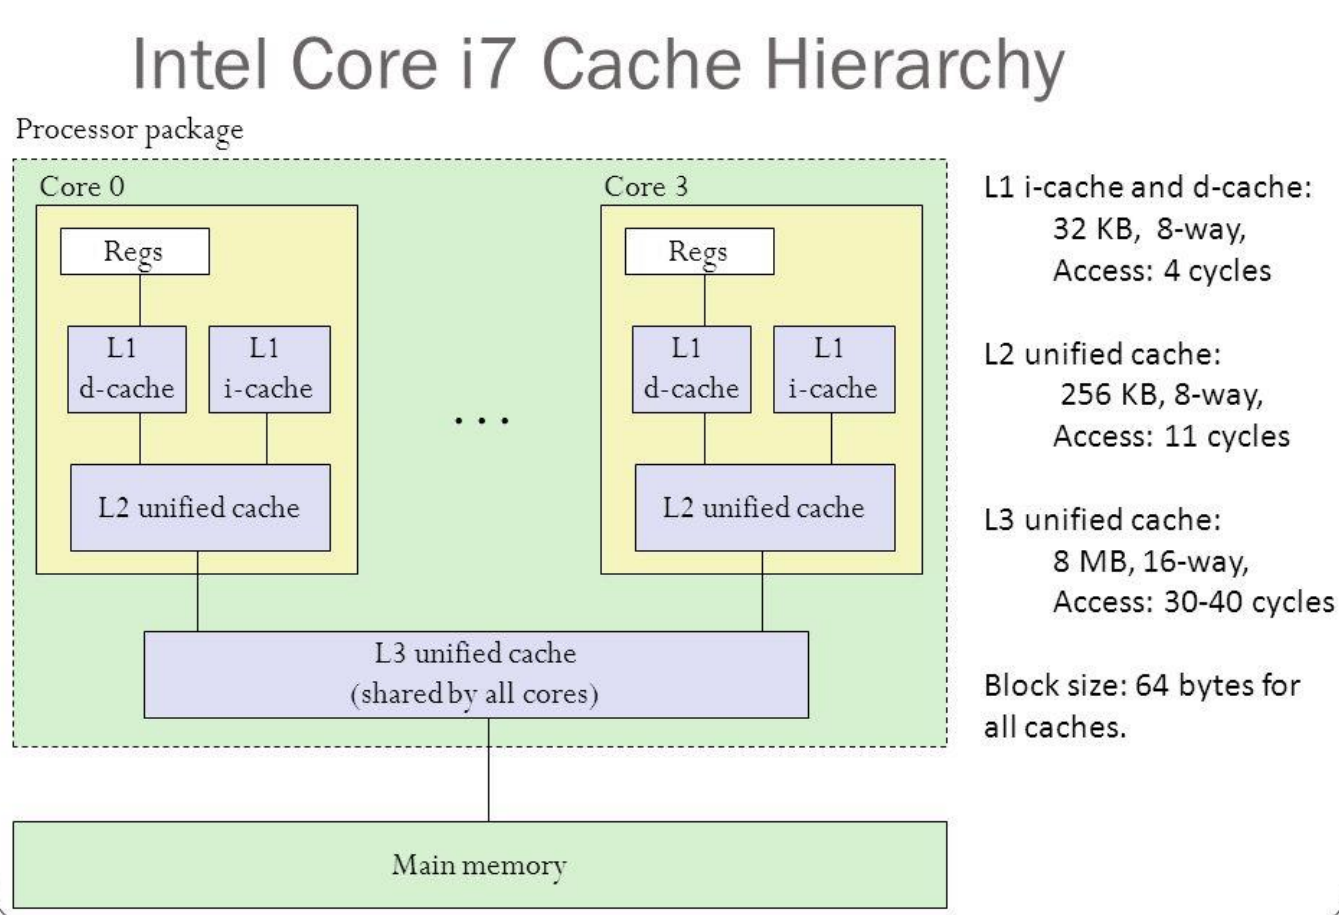 Intel Core i7 Cache Hierarchy
Processor package
Core 0
Regs
L1
d-cache
L1
i-cache
L2 unified cache
...
Core 3
Regs
L1
d-cache
L1
i-cache
L2 unified cache
L3 unified cache
(shared by all cores)
Main memory
L1 i-cache and d-cache:
32 KB, 8-way,
Access: 4 cycles
L2 unified cache:
256 KB, 8-way,
Access: 11 cycles
L3 unified cache:
8 MB, 16-way,
Access: 30-40 cycles
Block size: 64 bytes for
all caches.